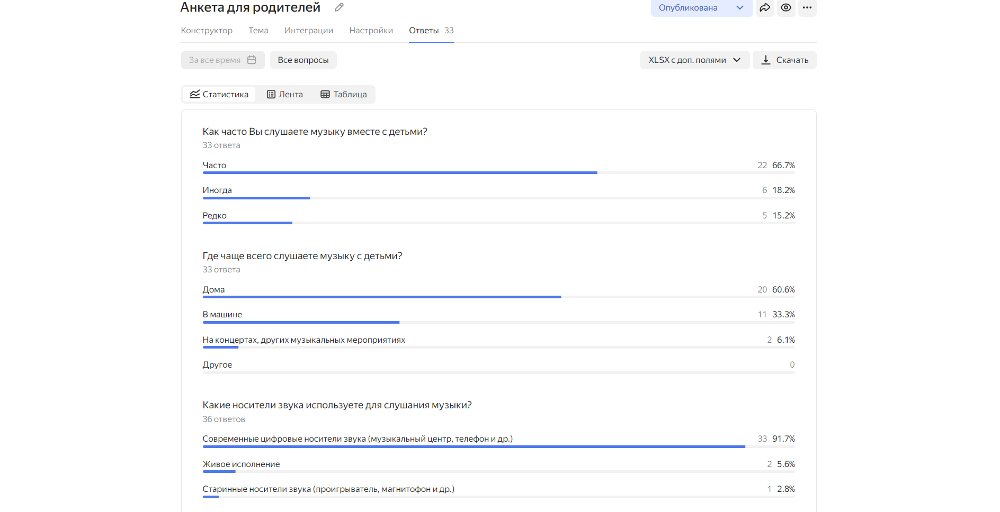 Анкета для родителей
Опубликована
Конструктор Тема Интеграции Настройки Ответы 33
За все время Все вопросы XLSX с доп. полями Скачать
Статистика Лента Таблица
Как часто Вы слушаете музыку вместе с детьми?
33 ответа
Часто 22 66.7%
Иногда 6 18.2%
Редко 5 15.2%
Где чаще всего слушаете музыку с детьми?
33 ответа
Дома 20 60.6%
В машине 11 33.3%
На концертах, других музыкальных мероприятиях 2 6.1%
Другое 0
Какие носители звука используете для слушания музыки?
36 ответов
Современные цифровые носители звука (музыкальный центр, телефон и др.) 33 91.7%
Живое исполнение 2 5.6%
Старинные носители звука (проигрыватель, магнитофон и др.) 1 2.8%